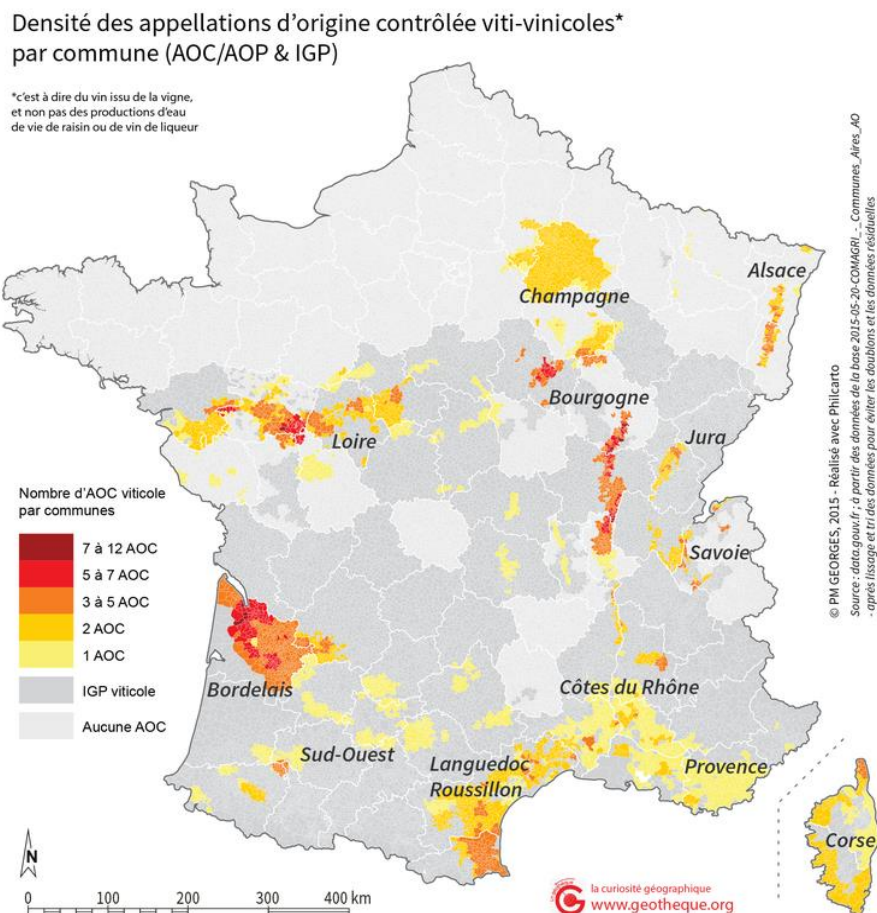 Densité des appellations d’origine contrôlée viti-vinicoles*
par commune (AOC/AOP & IGP)
*c'est à dire du vin issu de la vigne,
et non pas des productions d'eau
de vie de raisin ou de vin de liqueur
Alsace
Champagne
Bourgogne
Jura
Loire
Savoie
Nombre d'AOC viticole
par communes
7 à 12 AOC
5 à 7 AOC
3 à 5 AOC
2 AOC
1 AOC
IGP viticole
Aucune AOC
Bordelais
Côtes du Rhône
Sud-Ouest
Languedoc
Roussillon
Provence
Corse
N
0 100 200 300 400 km
la curiosité géographique
www.geotheque.org
© PM GEORGES, 2015 - Réalisé avec Philcarto
Source : data.gouv.fr ; à partir des données de la base 2015-05-20-COMAGRI_-_Communes_Aires_AO
- après lissage et tri des données pour éviter les doublons et les données résiduelles